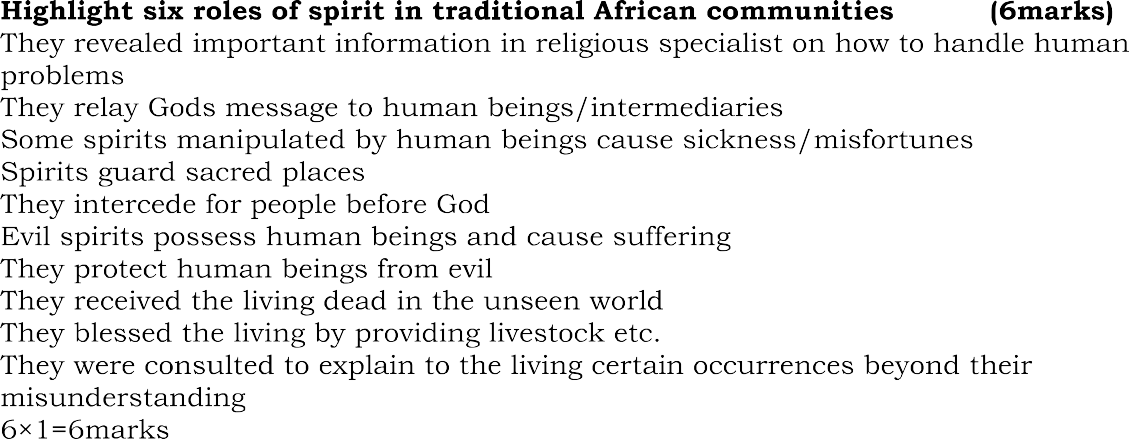 Highlight six roles of spirit in traditional African communities (6marks)
They revealed important information in religious specialist on how to handle human
problems
They relay Gods message to human beings/intermediaries
Some spirits manipulated by human beings cause sickness/misfortunes
Spirits guard sacred places
They intercede for people before God
Evil spirits possess human beings and cause suffering
They protect human beings from evil
They received the living dead in the unseen world
They blessed the living by providing livestock etc.
They were consulted to explain to the living certain occurrences beyond their
misunderstanding
6×1=6marks